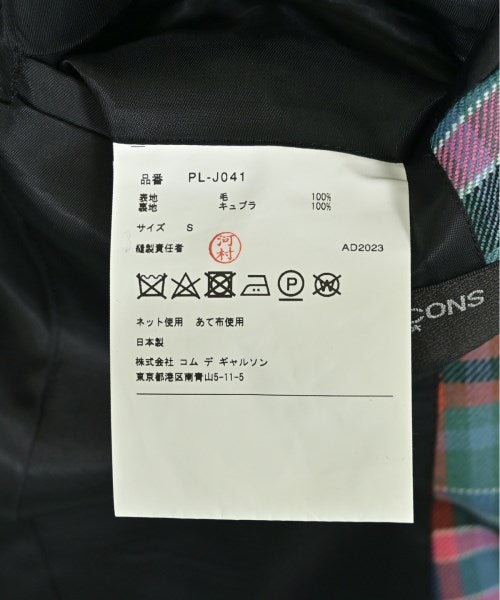 品番 PL-J041
表地 毛 100%
裏地 キュプラ 100%
サイズ S
縫製責任者 河村 AD2023
P W
ネット使用 あて布使用
日本製
株式会社 コム デ ギャルソン
東京都港区南青山5-11-5
CONS